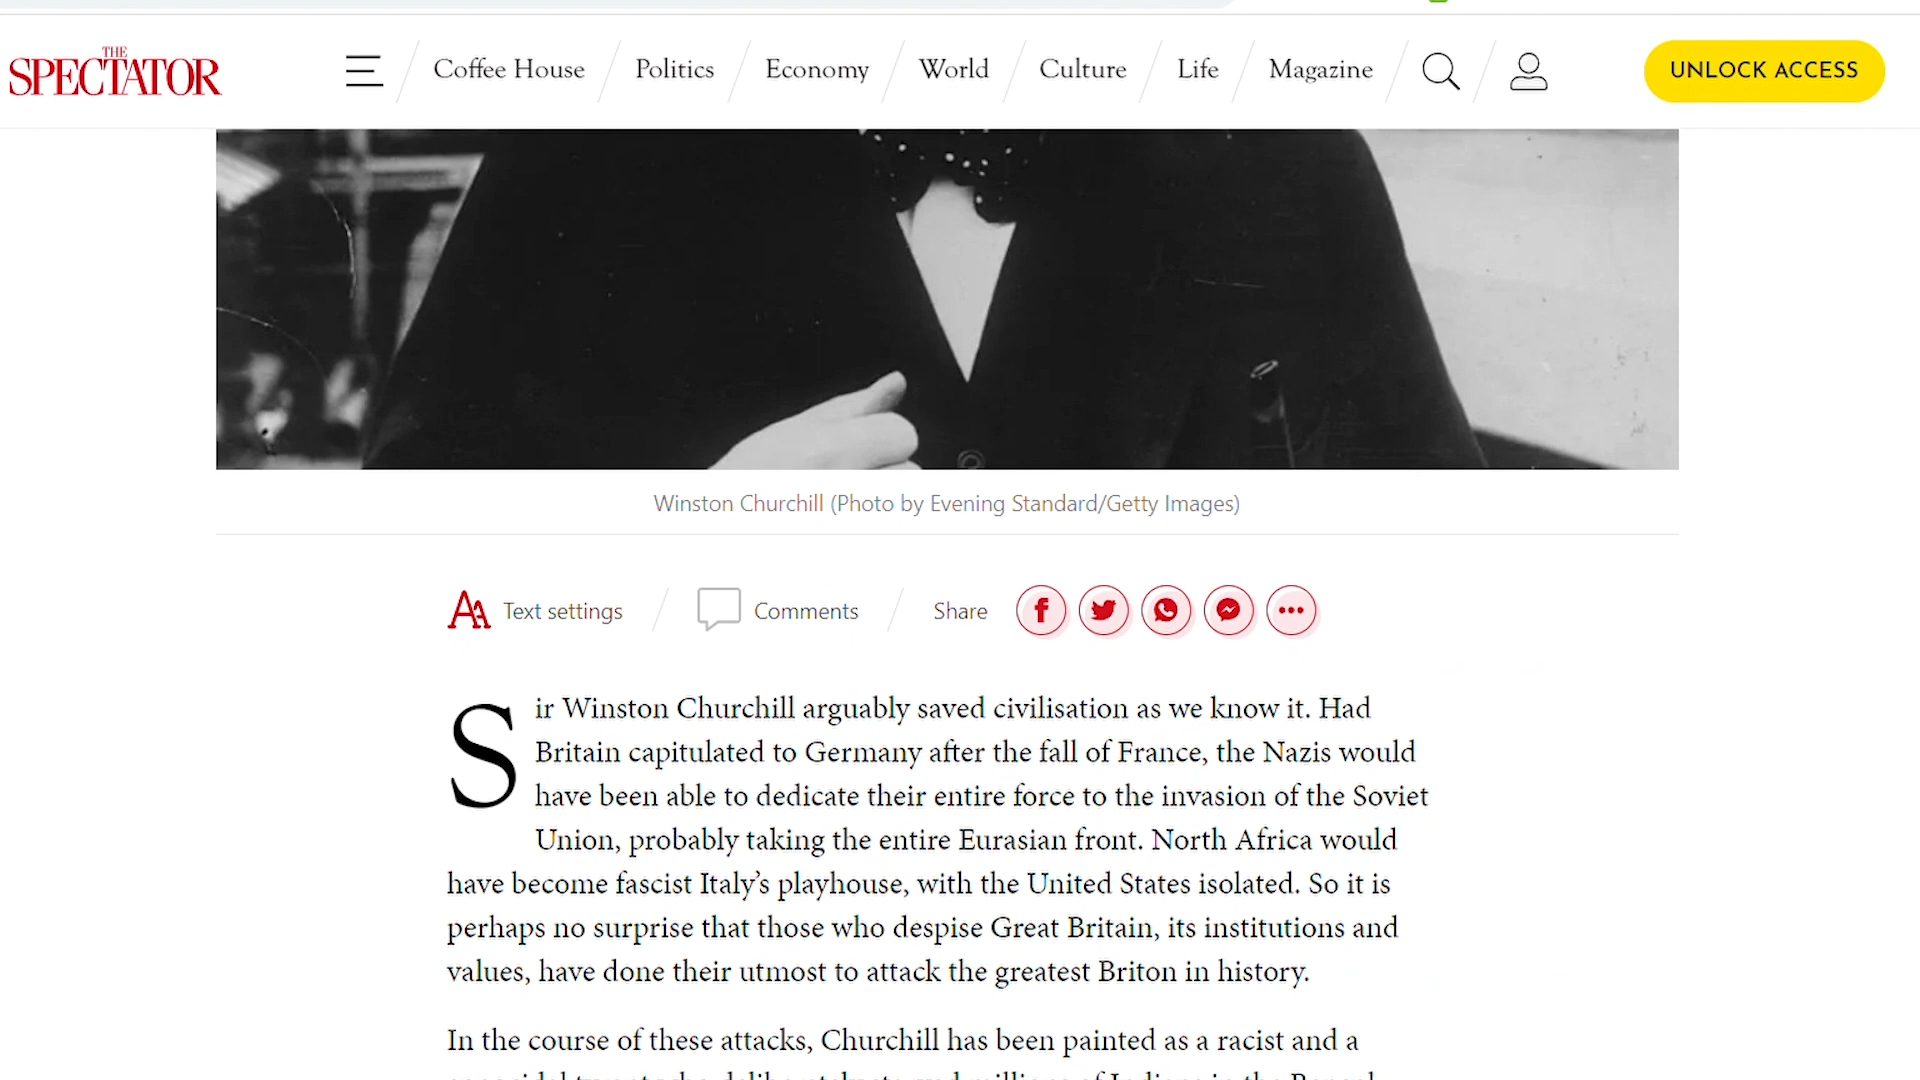 THE
SPECTATOR
Coffee House
Politics
Economy
World
Culture
Life
Magazine
UNLOCK ACCESS
Winston Churchill (Photo by Evening Standard/Getty Images)
Text settings
Comments
Share
Sir Winston Churchill arguably saved civilisation as we know it. Had
Britain capitulated to Germany after the fall of France, the Nazis would
have been able to dedicate their entire force to the invasion of the Soviet
Union, probably taking the entire Eurasian front. North Africa would
have become fascist Italy's playhouse, with the United States isolated. So it is
perhaps no surprise that those who despise Great Britain, its institutions and
values, have done their utmost to attack the greatest Briton in history.
In the course of these attacks, Churchill has been painted as a racist and a